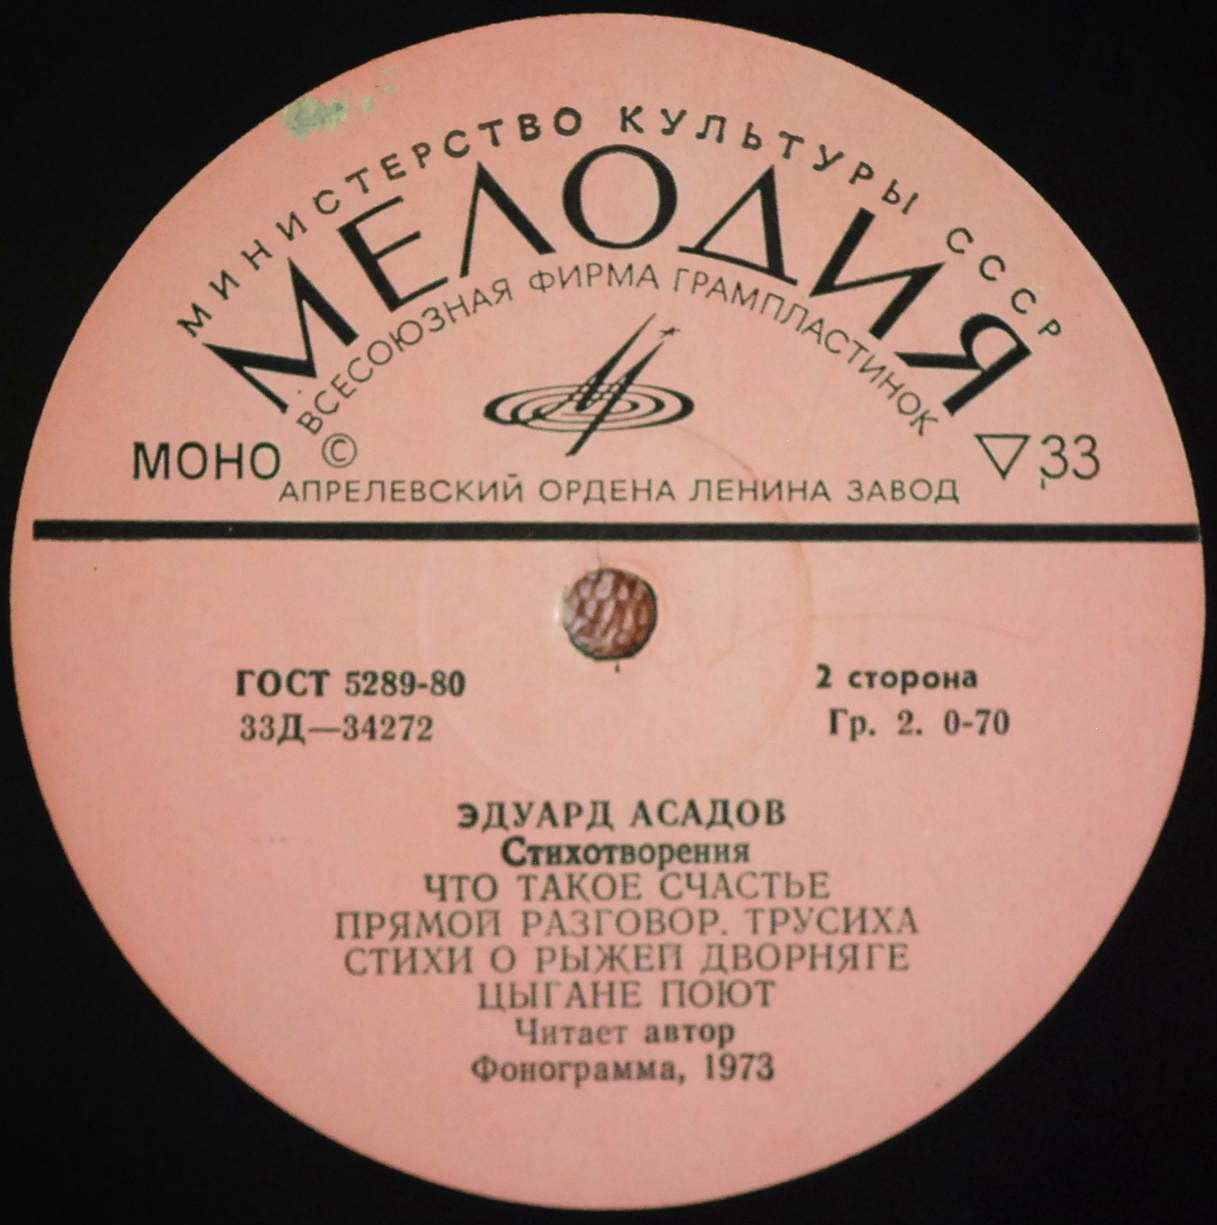 МИНИСТЕРСТВО КУЛЬТУРЫ СССР
МЕЛОДИЯ
ВСЕСОЮЗНАЯ ФИРМА ГРАМПЛАСТИНОК
МОНО © ▽ 33
АПРЕЛЕВСКИЙ ОРДЕНА ЛЕНИНА ЗАВОД
ГОСТ 5289-80
33Д—34272
2 сторона
Гр. 2. 0-70
ЭДУАРД АСАДОВ
Стихотворения
ЧТО ТАКОЕ СЧАСТЬЕ
ПРЯМОЙ РАЗГОВОР. ТРУСИХА
СТИХИ О РЫЖЕЙ ДВОРНЯГЕ
ЦЫГАНЕ ПОЮТ
Читает автор
Фонограмма, 1973